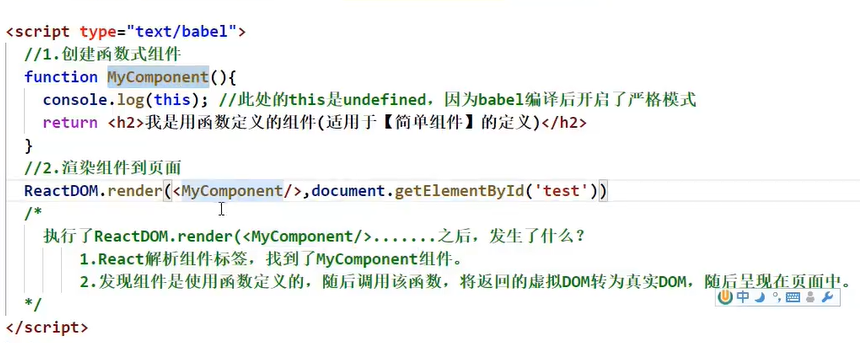 <script type="text/babel">
//1.创建函数式组件
function MyComponent(){
console.log(this); //此处的this是undefined，因为babel编译后开启了严格模式
return <h2>我是用函数定义的组件(适用于【简单组件】的定义)</h2>
}
//2.渲染组件到页面
ReactDOM.render(<MyComponent/>,document.getElementById('test'))
/*
执行了ReactDOM.render(<MyComponent/>.......之后，发生了什么？
1.React解析组件标签，找到了MyComponent组件。
2.发现组件是使用函数定义的，随后调用该函数，将返回的虚拟DOM转为真实DOM，随后呈现在页面中。
*/
中
</script>